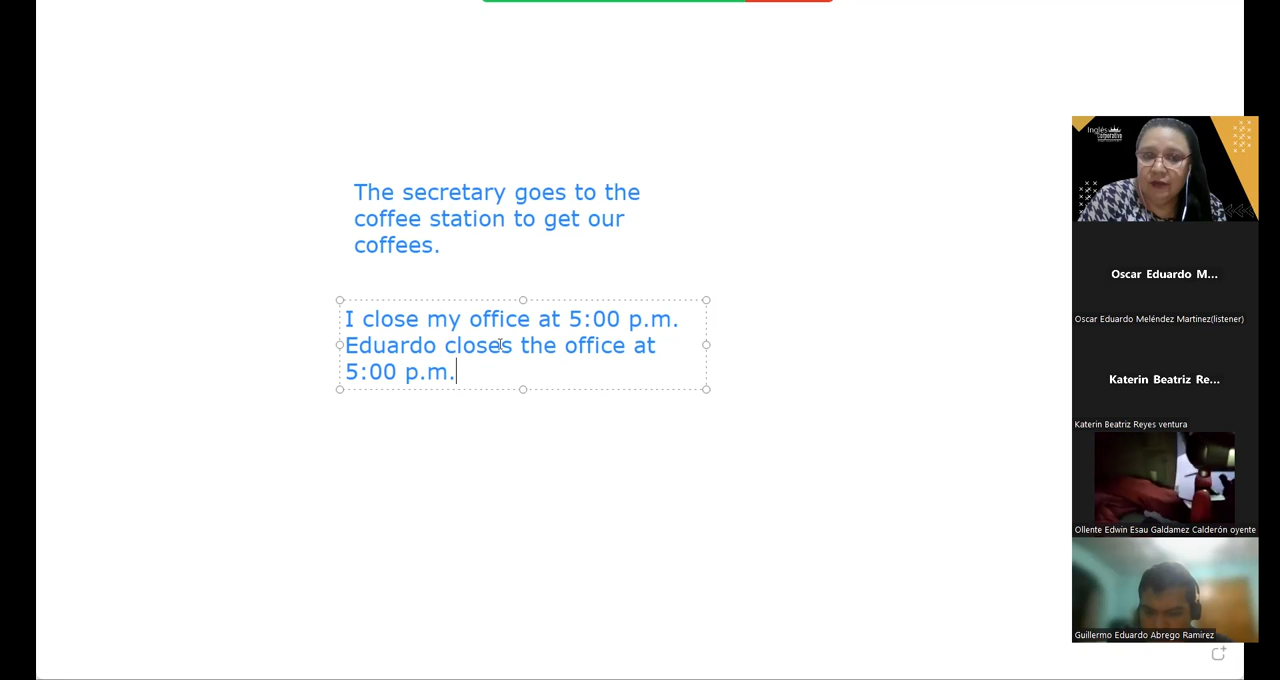 The secretary goes to the
coffee station to get our
coffees.
I close my office at 5:00 p.m.
Eduardo closes the office at
5:00 p.m.
Inglés
Corporativo
Oscar Eduardo M...
Oscar Eduardo Meléndez Martinez(listener)
Katerin Beatriz Re...
Katerin Beatriz Reyes ventura
Ollente Edwin Esau Galdamez Calderón oyente
Guillermo Eduardo Abrego Ramirez